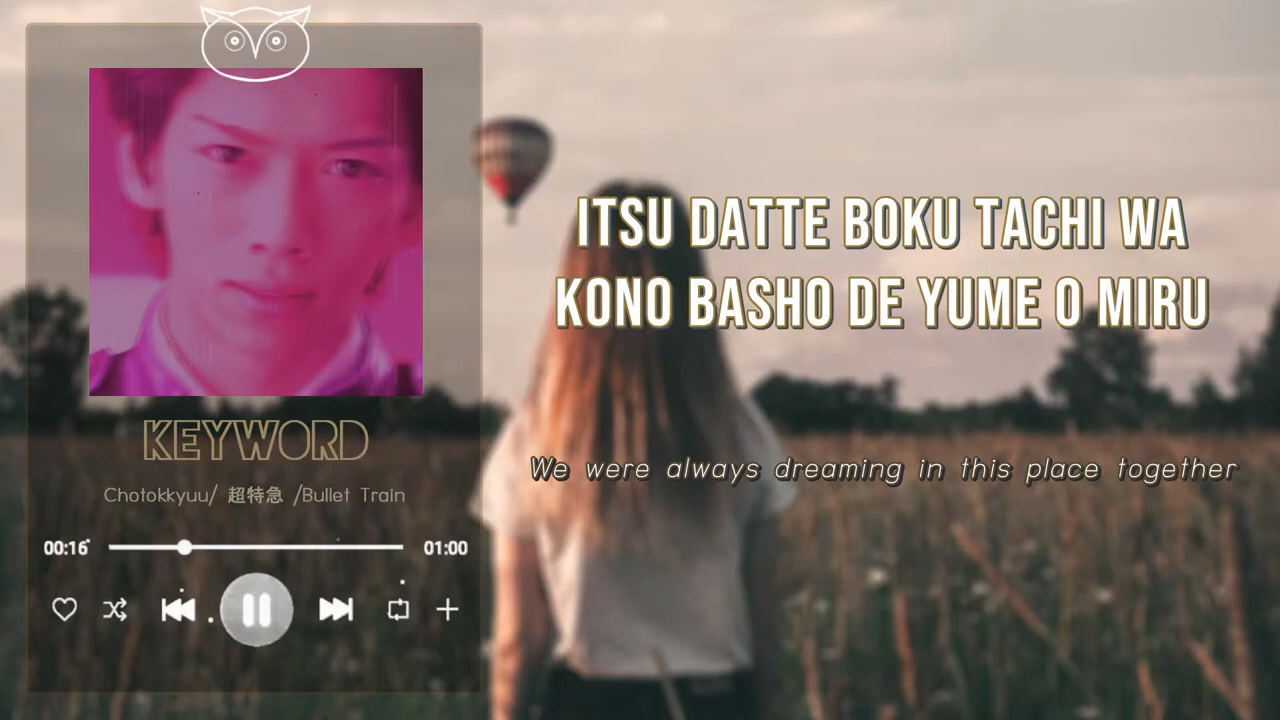 KEYWORD
Chotokkyuu/ 超特急 /Bullet Train
00:16
01:00
ITSU DATTE BOKU TACHI WA
KONO BASHO DE YUME O MIRU
We were always dreaming in this place together